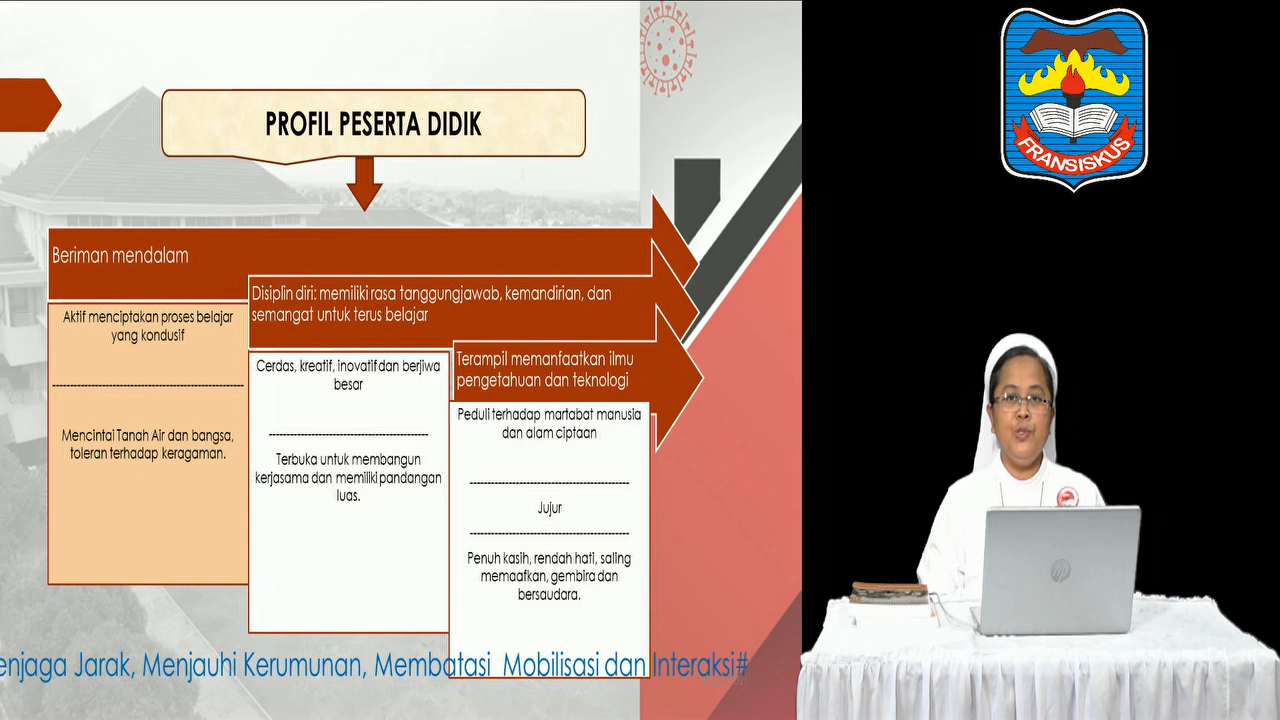 PROFIL PESERTA DIDIK
Beriman mendalam
Aktif menciptakan proses belajar
yang kondusif
Mencintai Tanah Air dan bangsa,
toleran terhadap keragaman.
Disiplin diri: memiliki rasa tanggungjawab, kemandirian, dan
semangat untuk terus belajar
Cerdas, kreatif, inovatif dan berjiwa
besar
Terbuka untuk membangun
kerjasama dan memiliki pandangan
luas.
Terampil memanfaatkan ilmu
pengetahuan dan teknologi
Peduli terhadap martabat manusia
dan alam ciptaan
Jujur
Penuh kasih, rendah hati, saling
memaafkan, gembira dan
bersaudara.
enjaga Jarak, Menjauhi Kerumunan, Membatasi Mobilisasi dan Interaksi#
FRANSISKUS
hp